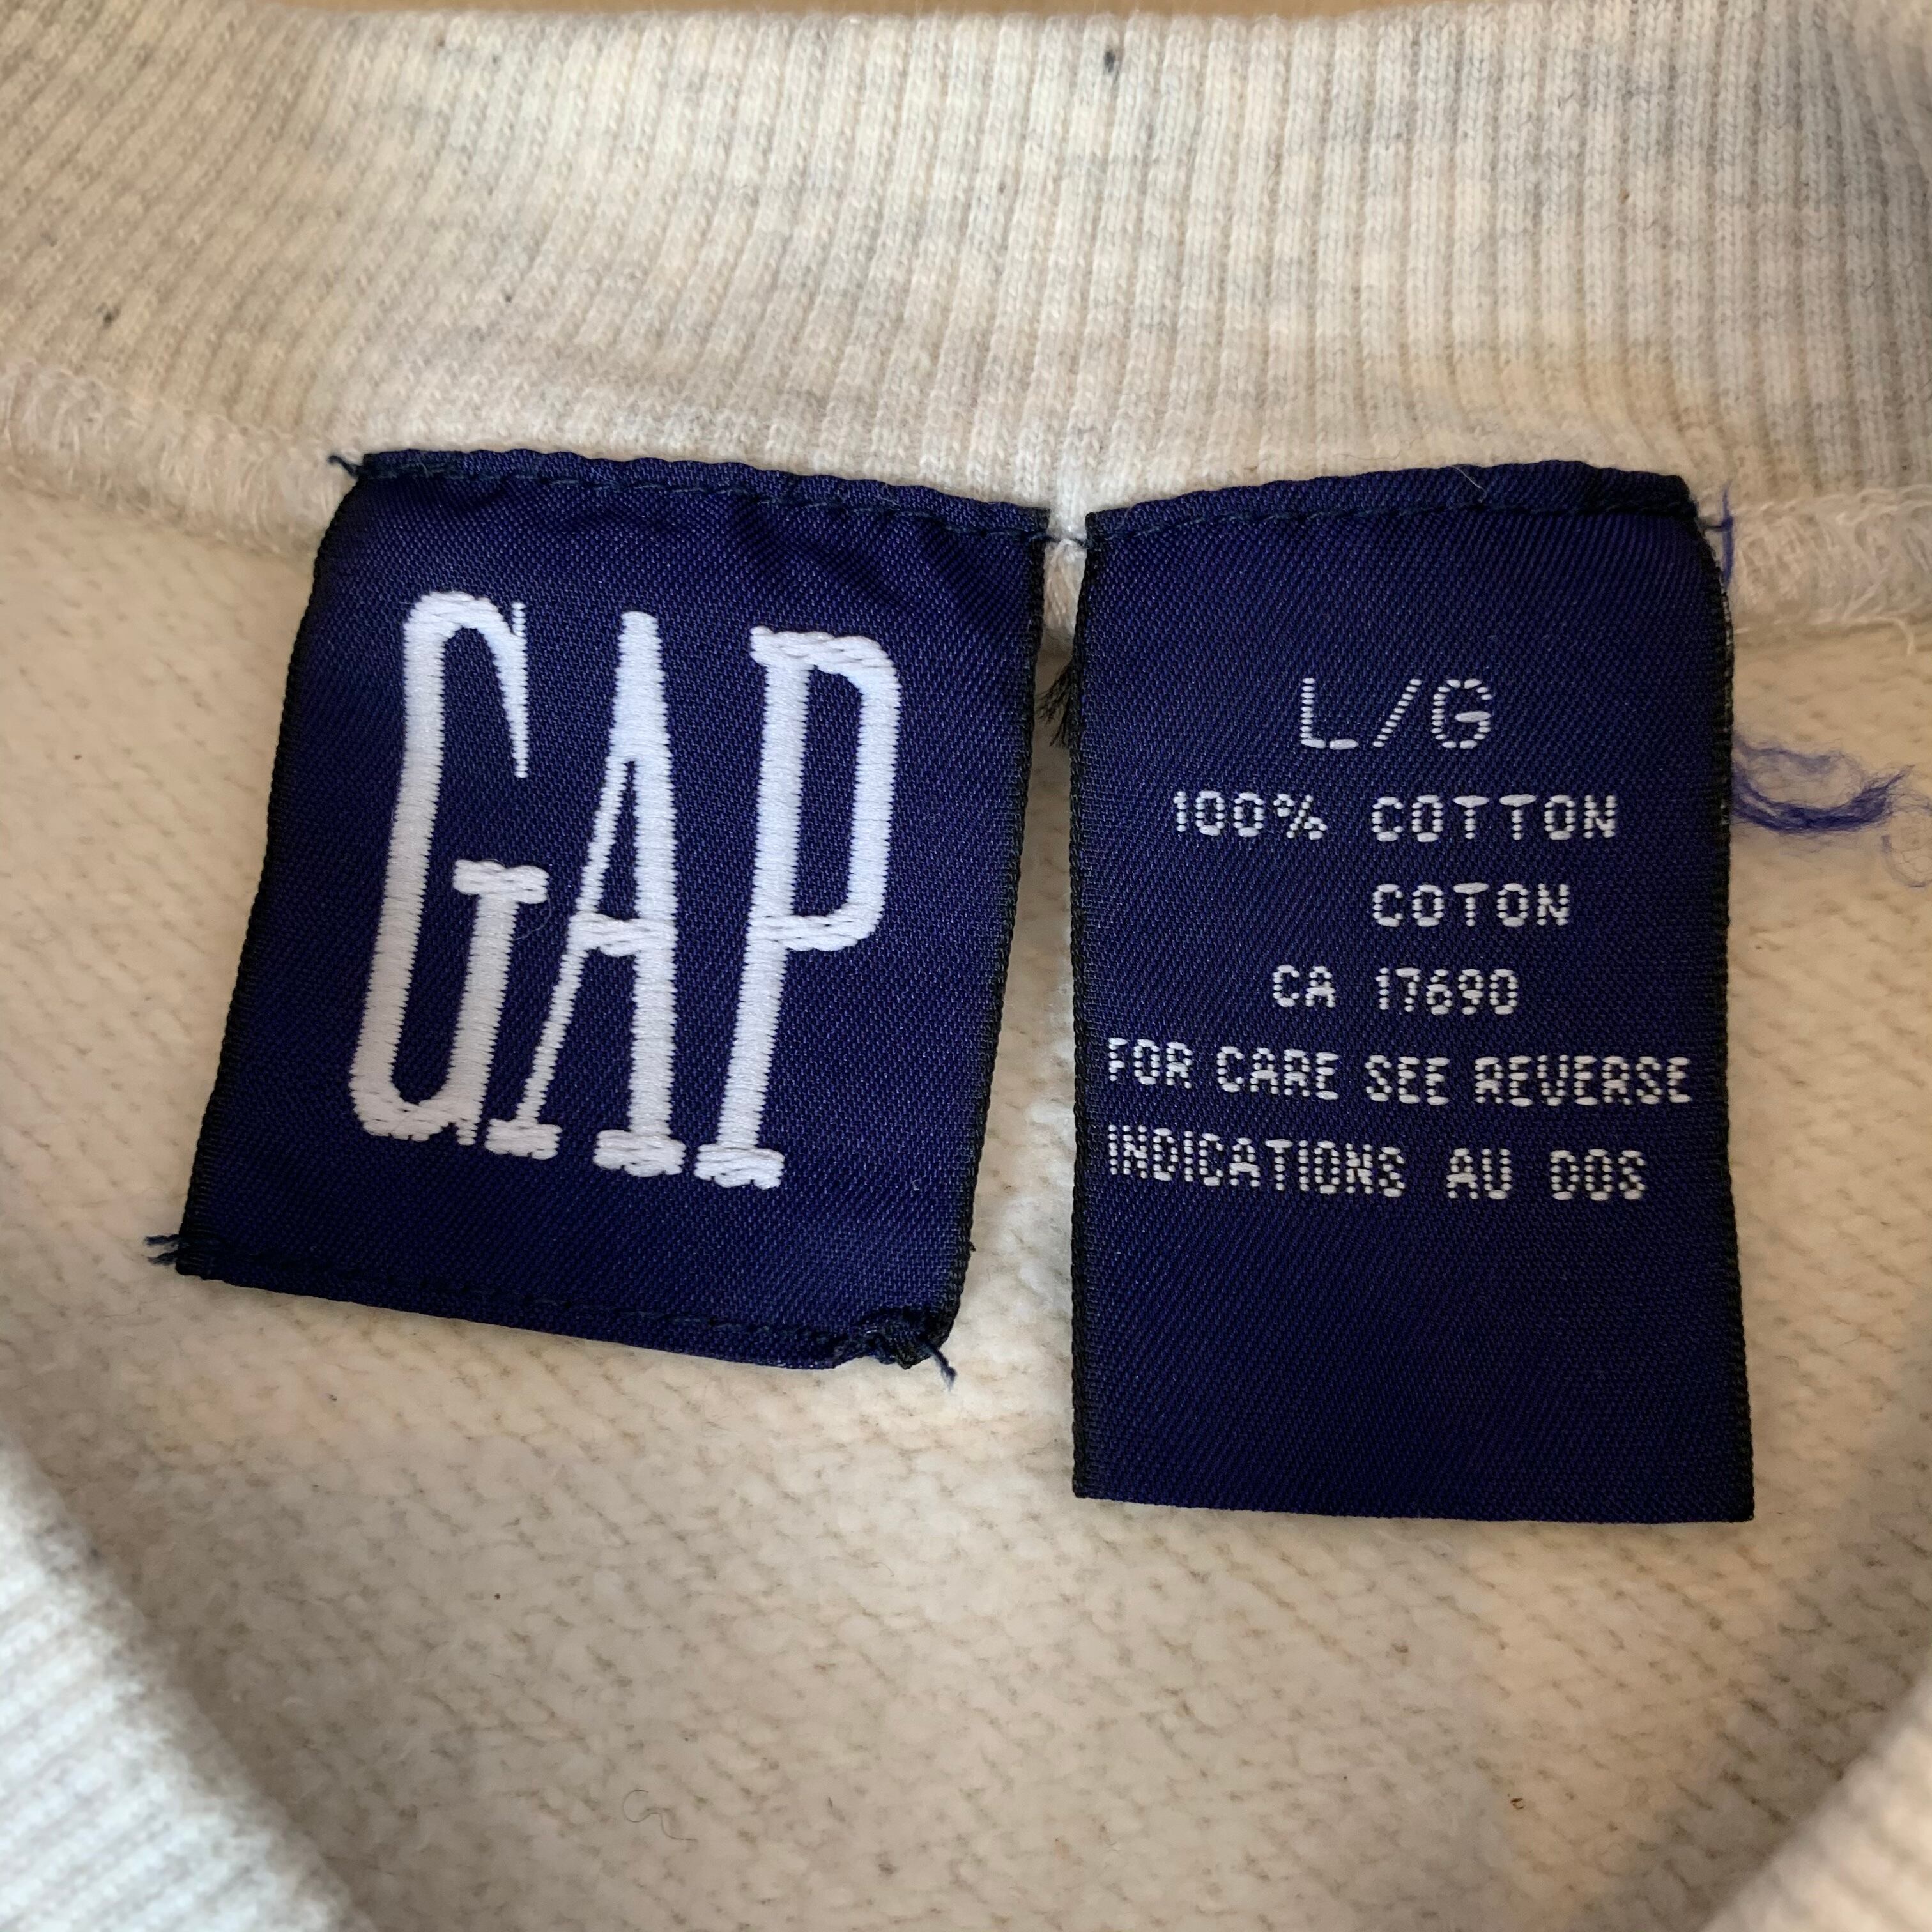 GAP
L/G
100% COTTON
COTON
CA 17690
FOR CARE SEE REVERSE
INDICATIONS AU DOS